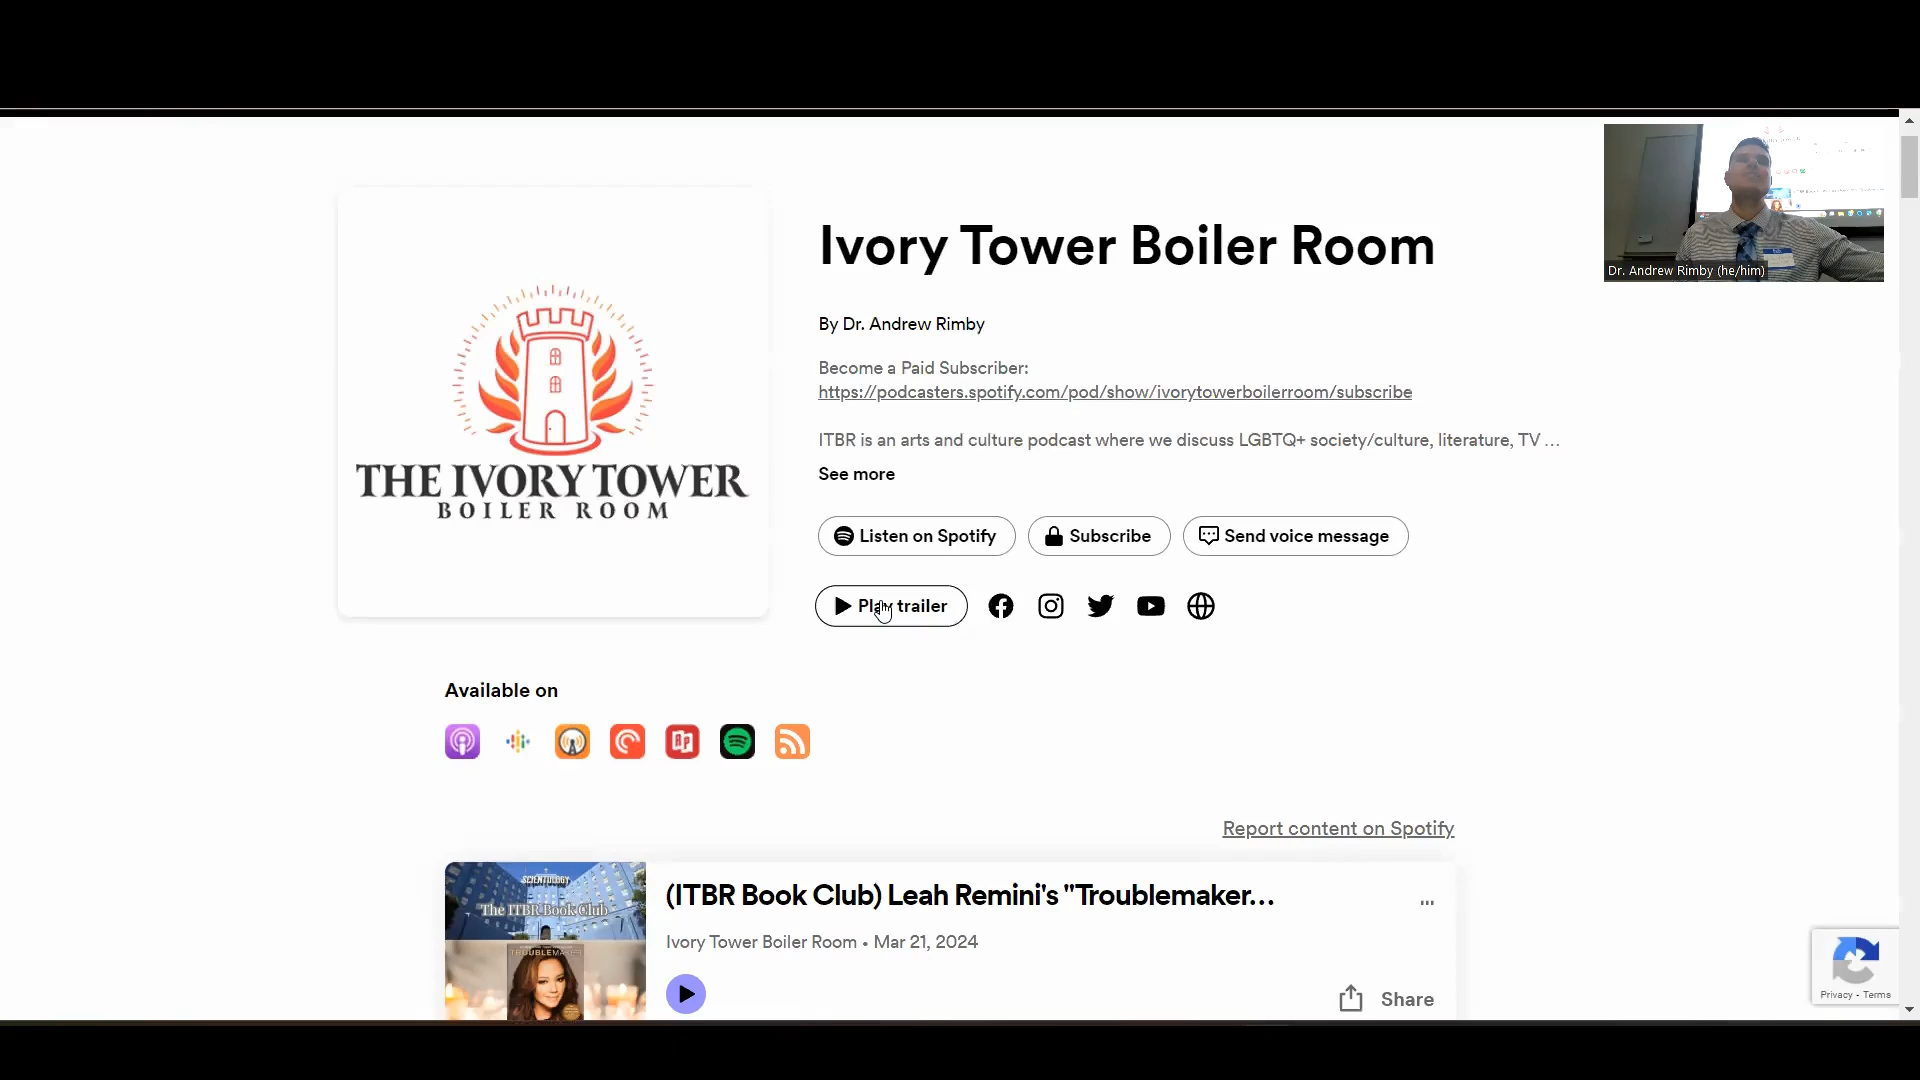 Ivory Tower Boiler Room
Dr. Andrew Rimby (he/him)
By Dr. Andrew Rimby
Become a Paid Subscriber:
https://podcasters.spotify.com/pod/show/ivorytowerboilerroom/subscribe
ITBR is an arts and culture podcast where we discuss LGBTQ+ society/culture, literature, TV …
See more
THE IVORY TOWER
BOILER ROOM
Listen on Spotify Subscribe Send voice message
Play trailer
Available on
Report content on Spotify
SCIENTOLOGY
The ITBR Book Club
TROUBLEMAKER
(ITBR Book Club) Leah Remini's "Troublemaker…
Ivory Tower Boiler Room • Mar 21, 2024
Share
Privacy - Terms